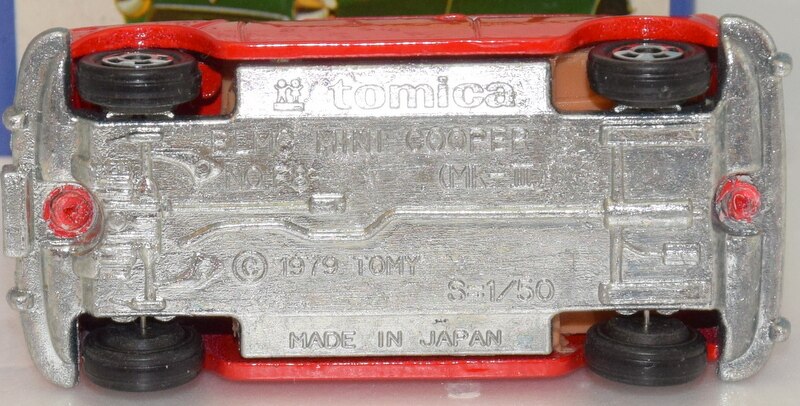 tomica
B.L.M.C. MINI COOPER
NO. (MK-III)
© 1979 TOMY
S=1/50
MADE IN JAPAN